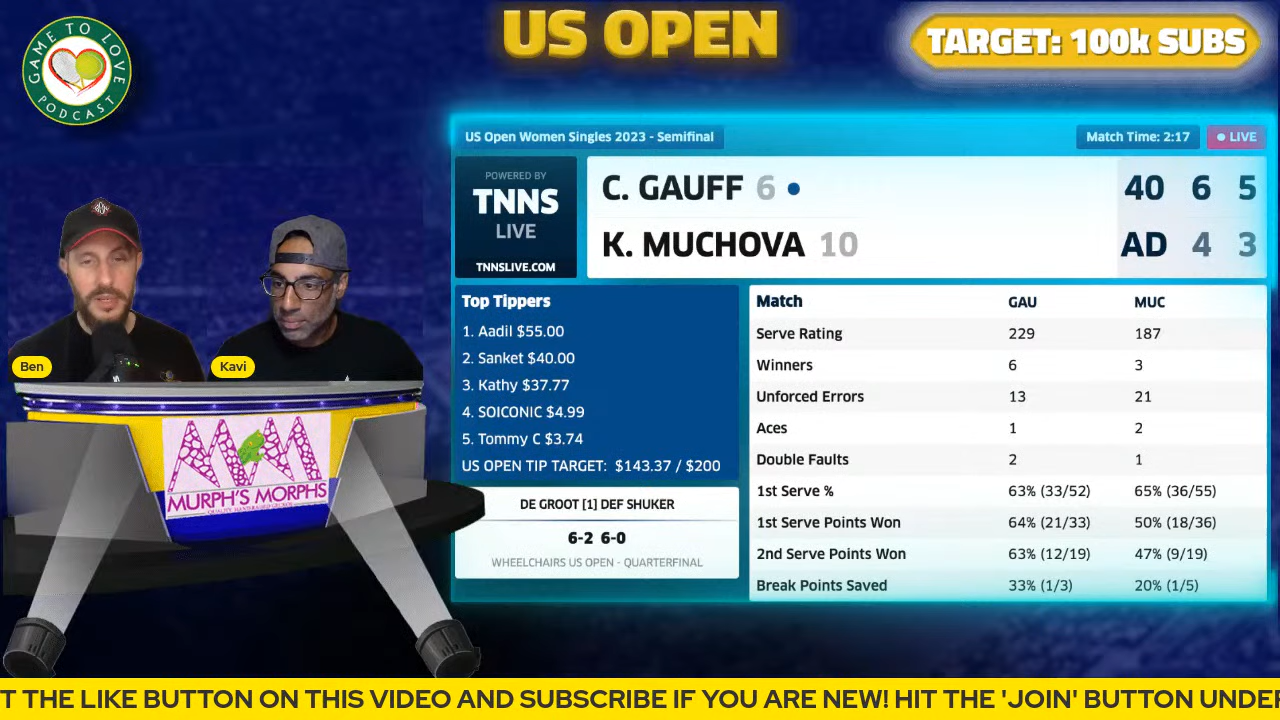 GAME TO LOVE PODCAST
US OPEN
TARGET: 100k SUBS
US Open Women Singles 2023 - Semifinal
Match Time: 2:17
LIVE
POWERED BY
TNNS
LIVE
TNNSLIVE.COM
C. GAUFF 6 40 6 5
K. MUCHOVA 10 AD 4 3
Ben
Kavi
Top Tippers
1. Aadil $55.00
2. Sanket $40.00
3. Kathy $37.77
4. SOICONIC $4.99
5. Tommy C $3.74
US OPEN TIP TARGET: $143.37 / $200
DE GROOT [1] DEF SHUKER
6-2 6-0
WHEELCHAIRS US OPEN - QUARTERFINAL
Match GAU MUC
Serve Rating 229 187
Winners 6 3
Unforced Errors 13 21
Aces 1 2
Double Faults 2 1
1st Serve % 63% (33/52) 65% (36/55)
1st Serve Points Won 64% (21/33) 50% (18/36)
2nd Serve Points Won 63% (12/19) 47% (9/19)
Break Points Saved 33% (1/3) 20% (1/5)
MM
MURPH'S MORPHS
T THE LIKE BUTTON ON THIS VIDEO AND SUBSCRIBE IF YOU ARE NEW! HIT THE 'JOIN' BUTTON UNDE